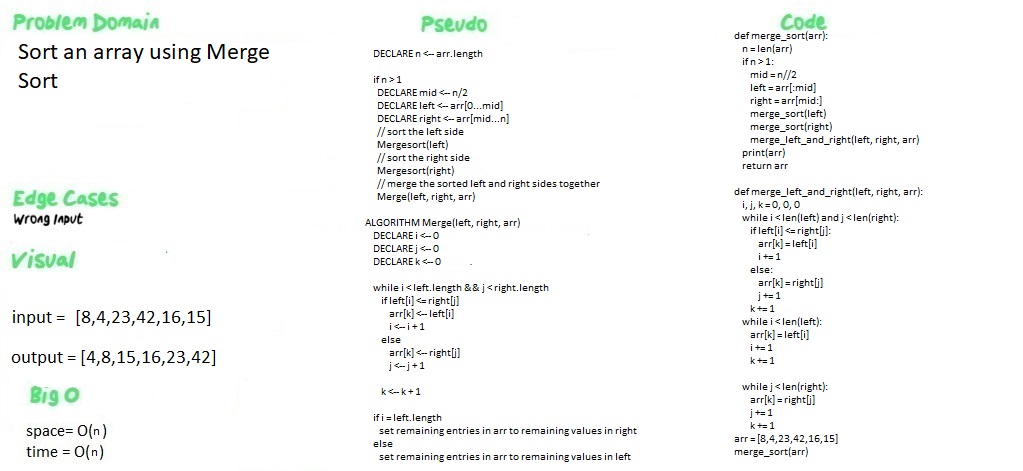 Problem Domain
Sort an array using Merge
Sort
Edge Cases
Wrong Input
Visual
input = [8,4,23,42,16,15]
output = [4,8,15,16,23,42]
Big O
space= O(n)
time = O(n)
Pseudo
DECLARE n <-- arr.length
if n > 1
DECLARE mid <-- n/2
DECLARE left <-- arr[0...mid]
DECLARE right <-- arr[mid...n]
// sort the left side
Mergesort(left)
// sort the right side
Mergesort(right)
// merge the sorted left and right sides together
Merge(left, right, arr)
ALGORITHM Merge(left, right, arr)
DECLARE i <-- 0
DECLARE j <-- 0
DECLARE k <-- 0
while i < left.length && j < right.length
if left[i] <= right[j]
arr[k] <-- left[i]
i <-- i + 1
else
arr[k] <-- right[j]
j <-- j + 1
k <-- k + 1
if i = left.length
set remaining entries in arr to remaining values in right
else
set remaining entries in arr to remaining values in left
Code
def merge_sort(arr):
n = len(arr)
if n > 1:
mid = n//2
left = arr[:mid]
right = arr[mid:]
merge_sort(left)
merge_sort(right)
merge_left_and_right(left, right, arr)
print(arr)
return arr
def merge_left_and_right(left, right, arr):
i, j, k = 0, 0, 0
while i < len(left) and j < len(right):
if left[i] <= right[j]:
arr[k] = left[i]
i += 1
else:
arr[k] = right[j]
j += 1
k += 1
while i < len(left):
arr[k] = left[i]
i += 1
k += 1
while j < len(right):
arr[k] = right[j]
j += 1
k += 1
arr = [8,4,23,42,16,15]
merge_sort(arr)